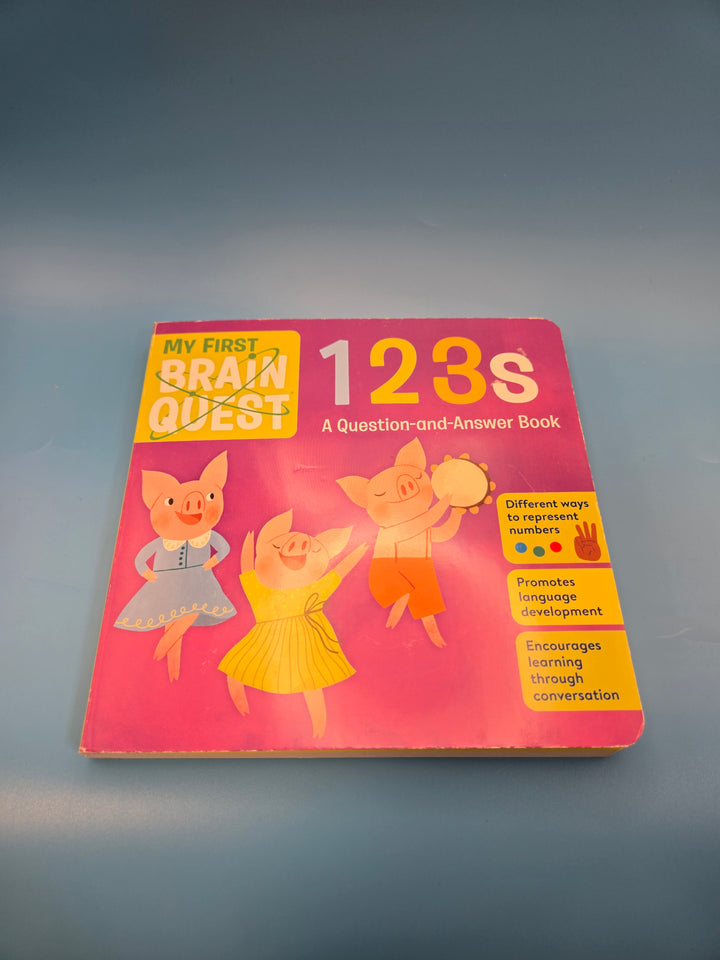 MY FIRST
BRAIN
QUEST
123s
A Question-and-Answer Book
Different ways
to represent
numbers
Promotes
language
development
Encourages
learning
through
conversation